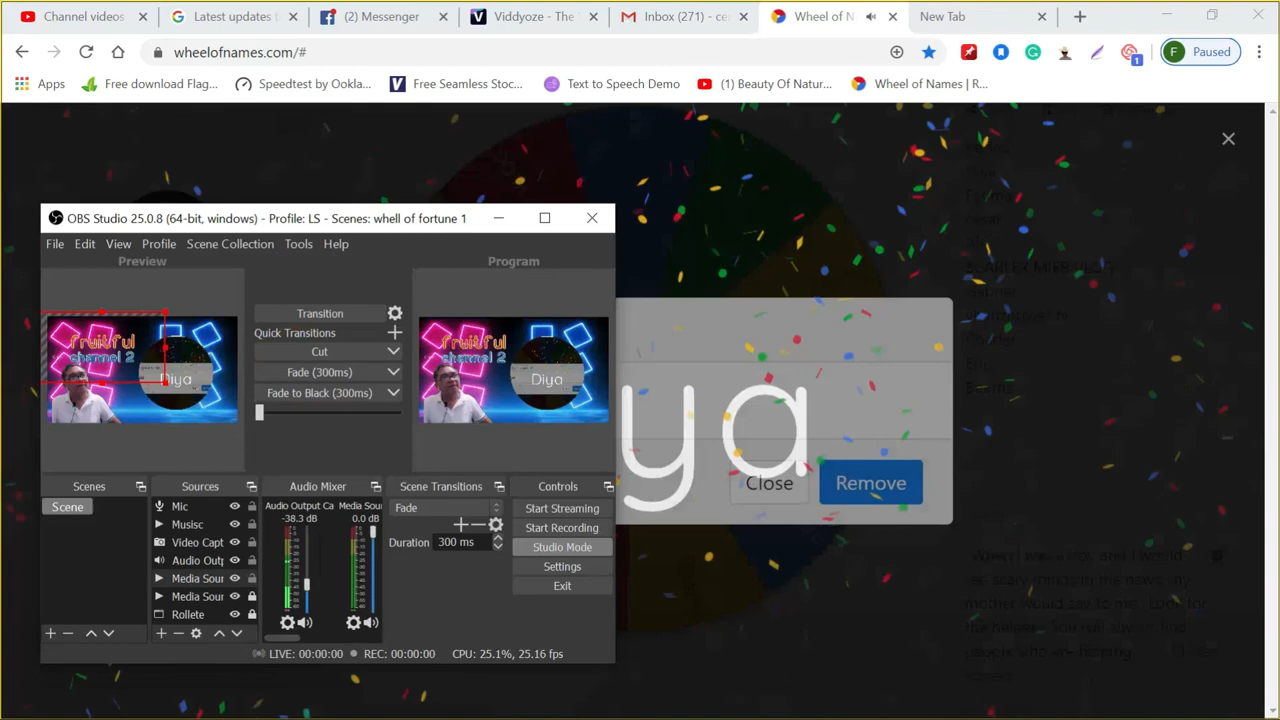 Channel videos
Latest updates t
(2) Messenger
Viddyoze - The
Inbox (271) - ce
Wheel of N
New Tab
wheelofnames.com/#
F Paused
1
Apps
Free download Flag...
Speedtest by Ookla...
Free Seamless Stoc...
Text to Speech Demo
(1) Beauty Of Natur...
Wheel of Names | R...
OBS Studio 25.0.8 (64-bit, windows) - Profile: LS - Scenes: whell of fortune 1
File Edit View Profile Scene Collection Tools Help
Preview
Program
fruitful
channel 2
Diya
fruitful
channel 2
Diya
Transition
Quick Transitions
Cut
Fade (300ms)
Fade to Black (300ms)
ya
Close
Remove
Scenes
Sources
Audio Mixer
Scene Transitions
Controls
Scene
Mic
Musisc
Video Capt
Audio Outp
Media Sour
Media Sour
Rollete
Audio Output Ca
-38.3 dB
Media Sou
0.0 dB
Fade
Duration 300 ms
Start Streaming
Start Recording
Studio Mode
Settings
Exit
LIVE: 00:00:00
REC: 00:00:00
CPU: 25.1%, 25.16 fps